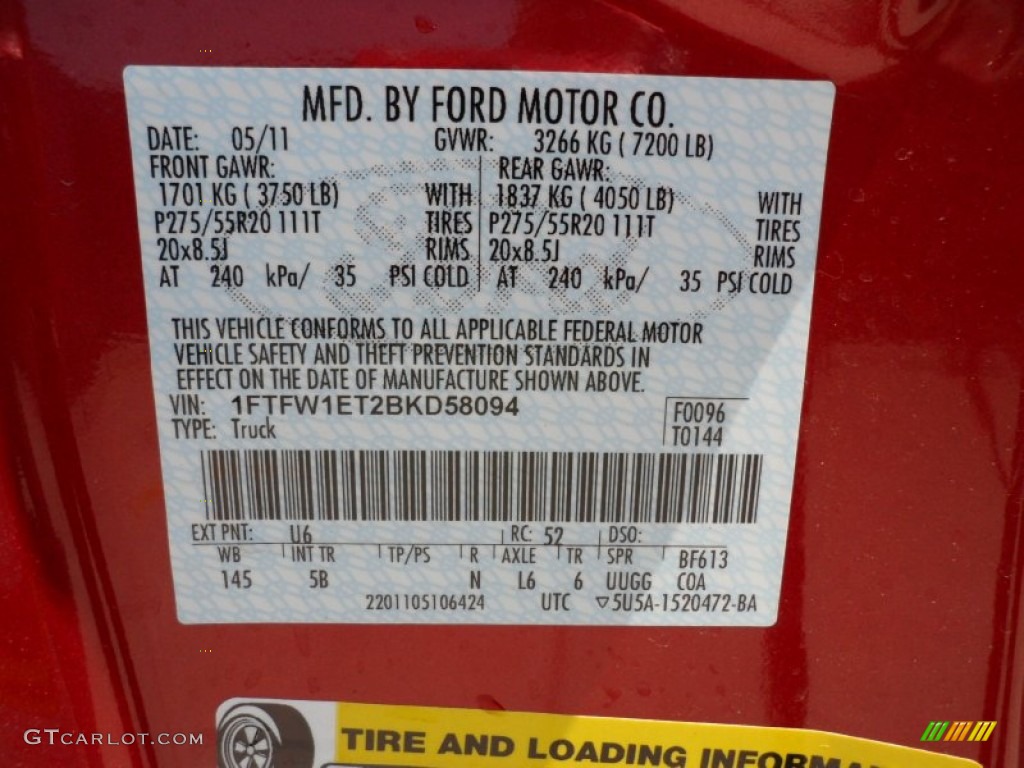 MFD. BY FORD MOTOR CO.
DATE: 05/11 GVWR: 3266 KG ( 7200 LB)
FRONT GAWR: REAR GAWR:
1701 KG ( 3750 LB) WITH 1837 KG ( 4050 LB) WITH
P275/55R20 111T TIRES P275/55R20 111T TIRES
20x8.5J RIMS 20x8.5J RIMS
AT 240 kPa/ 35 PSI COLD AT 240 kPa/ 35 PSI COLD
THIS VEHICLE CONFORMS TO ALL APPLICABLE FEDERAL MOTOR
VEHICLE SAFETY AND THEFT PREVENTION STANDARDS IN
EFFECT ON THE DATE OF MANUFACTURE SHOWN ABOVE.
VIN: 1FTFW1ET2BKD58094 F0096
TYPE: Truck T0144
EXT PNT: U6 RC: 52 DSO:
WB INT TR TP/PS R AXLE TR SPR BF613
145 5B N L6 6 UUGG COA
2201105106424 UTC ▽5U5A-1520472-BA
TIRE AND LOADING INFORMA
GTCARLOT.COM